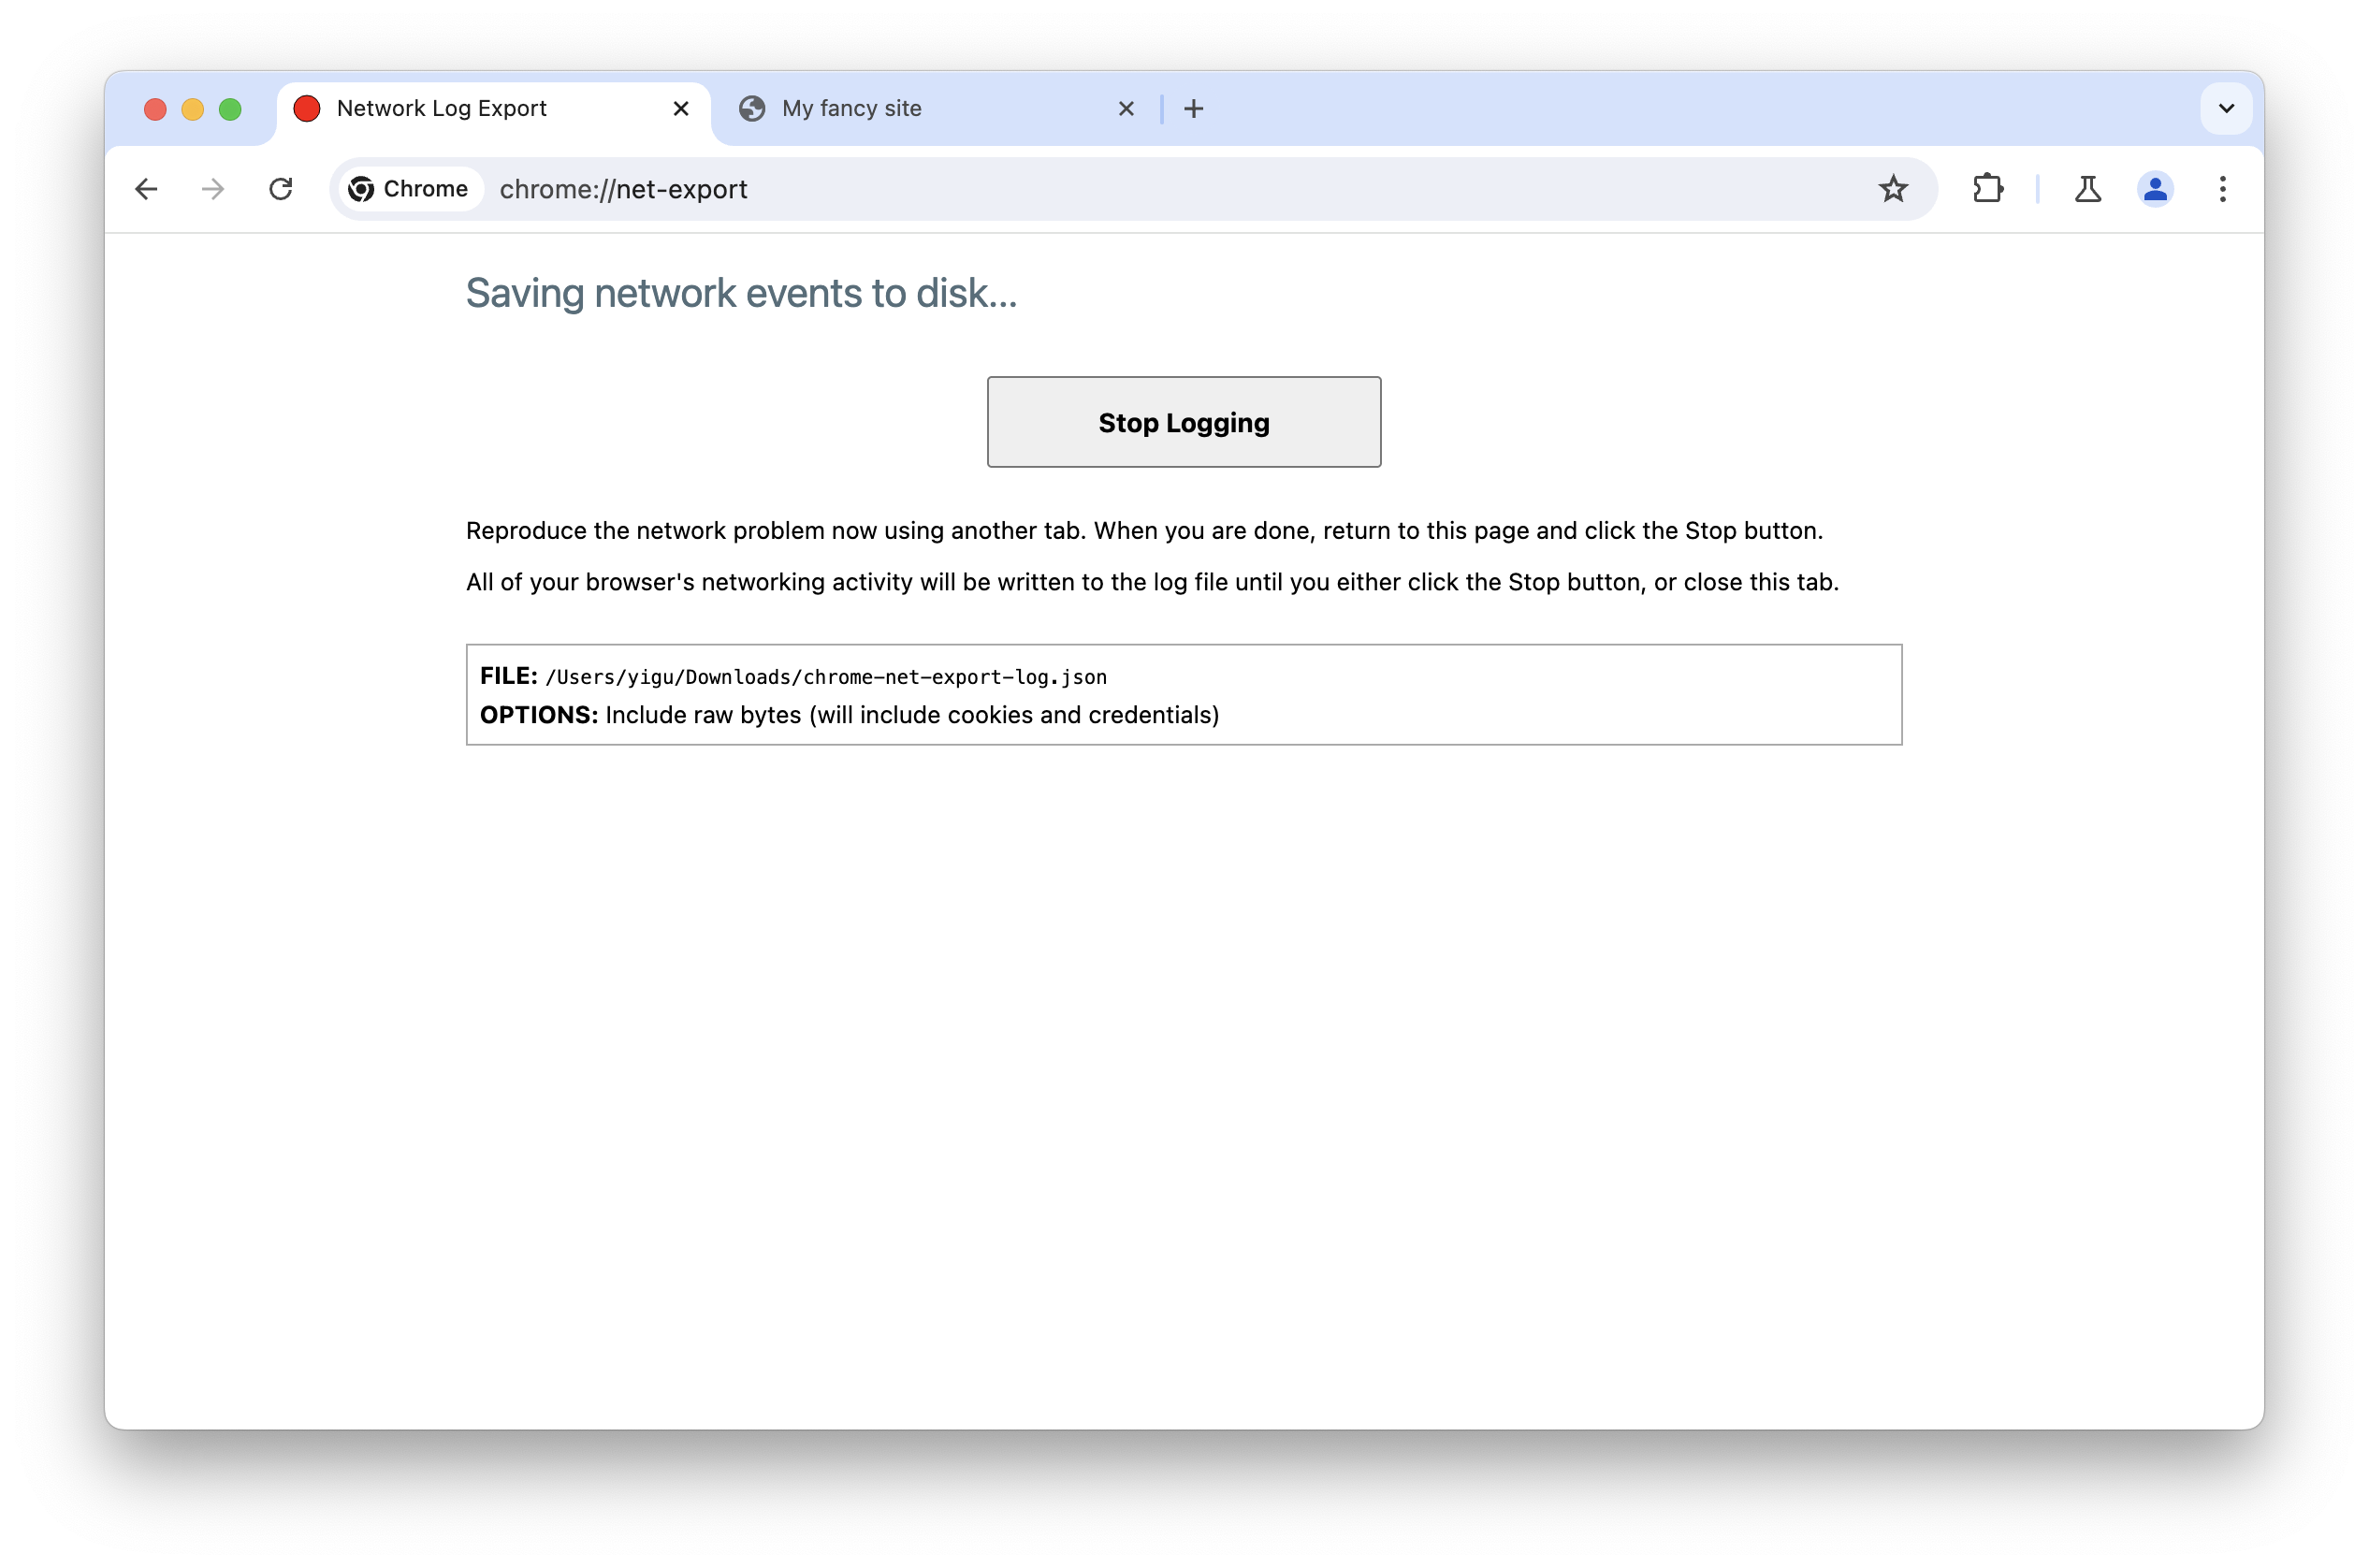 Network Log Export
My fancy site
Chrome
chrome://net-export
Saving network events to disk...
Stop Logging
Reproduce the network problem now using another tab. When you are done, return to this page and click the Stop button.
All of your browser's networking activity will be written to the log file until you either click the Stop button, or close this tab.
FILE: /Users/yigu/Downloads/chrome-net-export-log.json
OPTIONS: Include raw bytes (will include cookies and credentials)